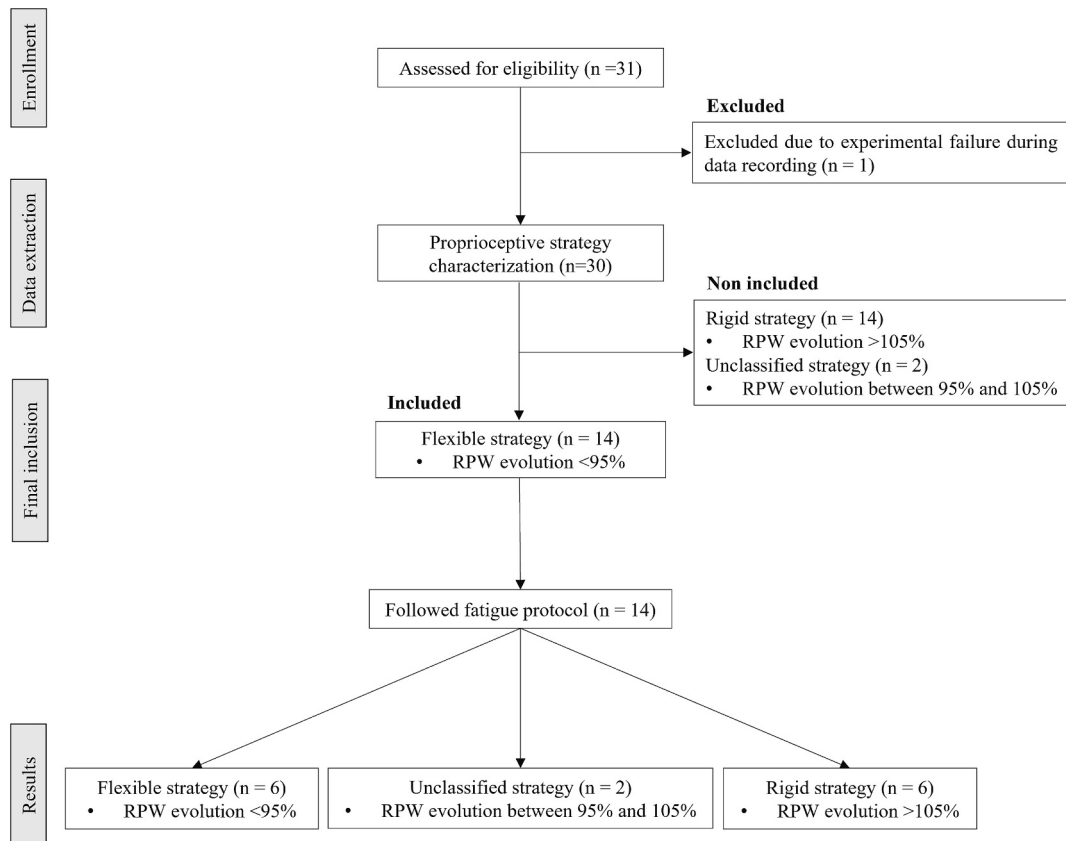 Enrollment
Assessed for eligibility (n =31)
Excluded
Excluded due to experimental failure during
data recording (n = 1)
Data extraction
Proprioceptive strategy
characterization (n=30)
Non included
Rigid strategy (n = 14)
• RPW evolution >105%
Unclassified strategy (n = 2)
• RPW evolution between 95% and 105%
Final inclusion
Included
Flexible strategy (n = 14)
• RPW evolution <95%
Followed fatigue protocol (n = 14)
Results
Flexible strategy (n = 6)
• RPW evolution <95%
Unclassified strategy (n = 2)
• RPW evolution between 95% and 105%
Rigid strategy (n = 6)
• RPW evolution >105%